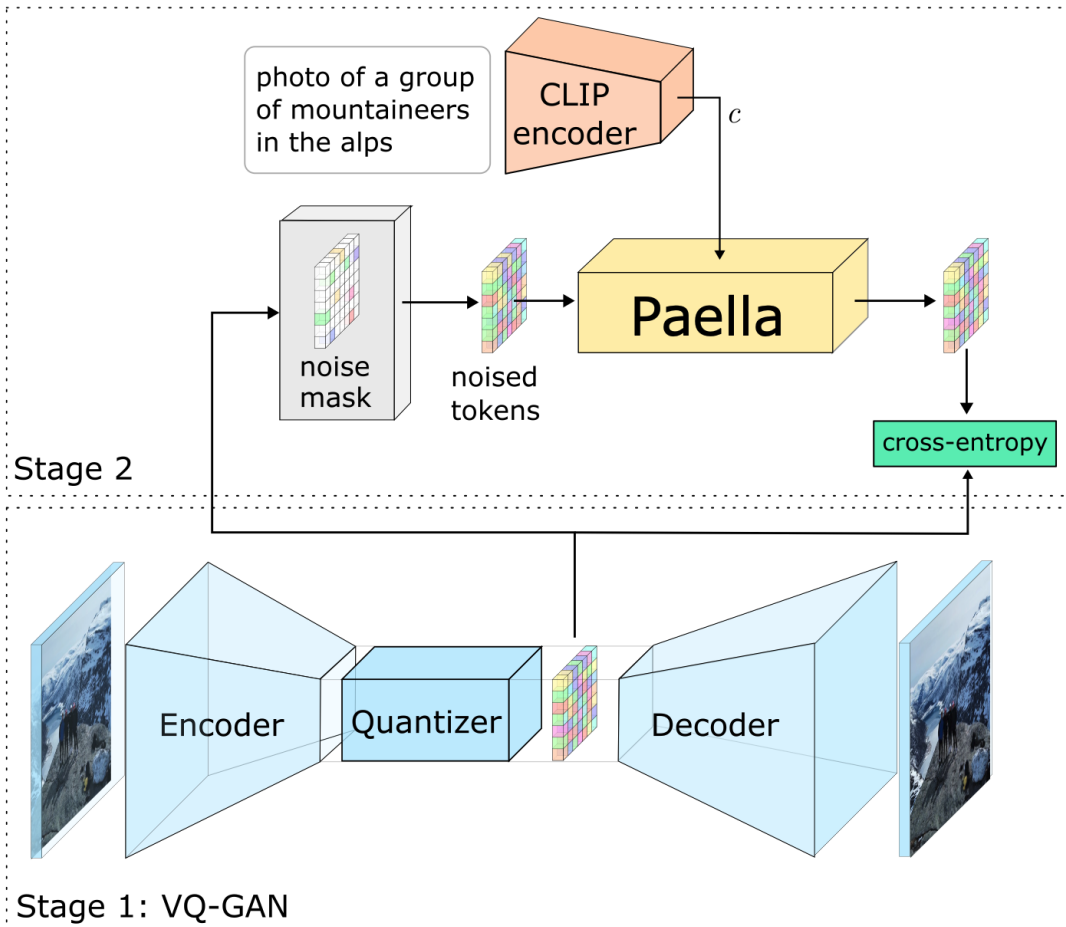 photo of a group
of mountaineers
in the alps
CLIP
encoder
c
noise
mask
noised
tokens
Paella
cross-entropy
Stage 2
Encoder
Quantizer
Decoder
Stage 1: VQ-GAN